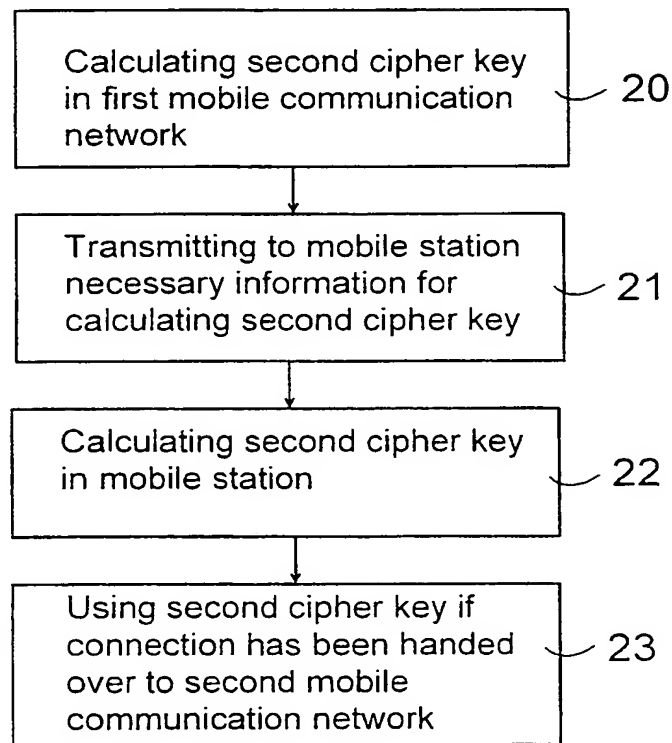 Calculating second cipher key
in first mobile communication
network
20
Transmitting to mobile station
necessary information for
calculating second cipher key
21
Calculating second cipher key
in mobile station
22
Using second cipher key if
connection has been handed
over to second mobile
communication network
23